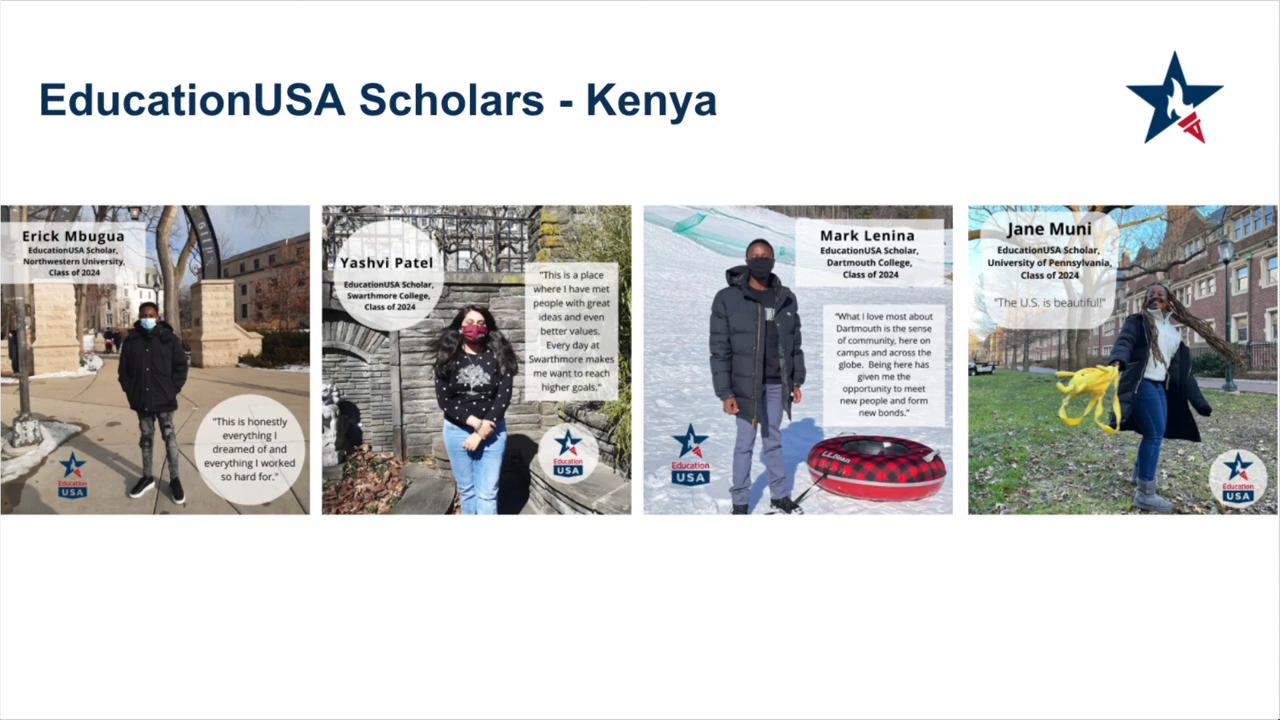 EducationUSA Scholars - Kenya
Erick Mbugua
EducationUSA Scholar,
Northwestern University,
Class of 2024
"This is honestly
everything I
dreamed of and
everything I worked
so hard for."
Education
USA
Yashvi Patel
EducationUSA Scholar,
Swarthmore College,
Class of 2024
"This is a place
where I have met
people with great
ideas and even
better values.
Every day at
Swarthmore makes
me want to reach
higher goals."
Education
USA
Mark Lenina
EducationUSA Scholar,
Dartmouth College,
Class of 2024
"What I love most about
Dartmouth is the sense
of community, here on
campus and across the
globe. Being here has
given me the
opportunity to meet
new people and form
new bonds."
Education
USA
L.L.Bean
Jane Muni
EducationUSA Scholar,
University of Pennsylvania,
Class of 2024
"The U.S. is beautiful!"
Education
USA